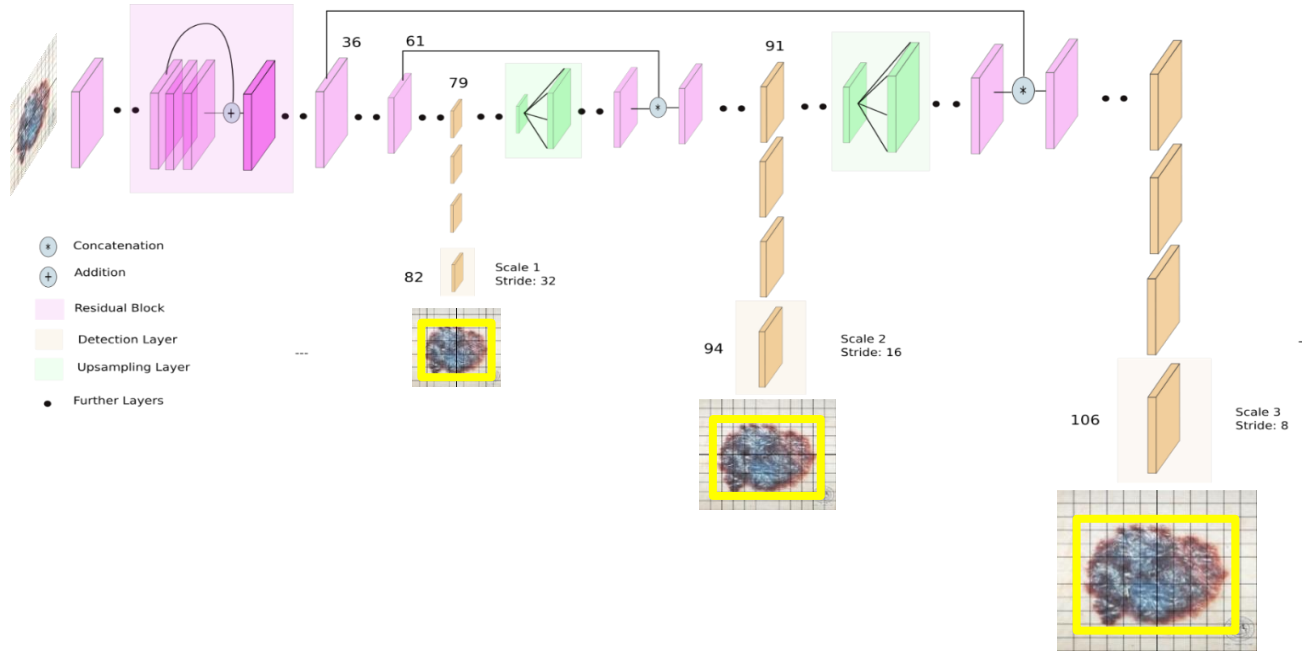 36
61
91
79
*
*
+
* Concatenation
+ Addition
Residual Block
Detection Layer
Upsampling Layer
Further Layers
---
82
Scale 1
Stride: 32
94
Scale 2
Stride: 16
106
Scale 3
Stride: 8